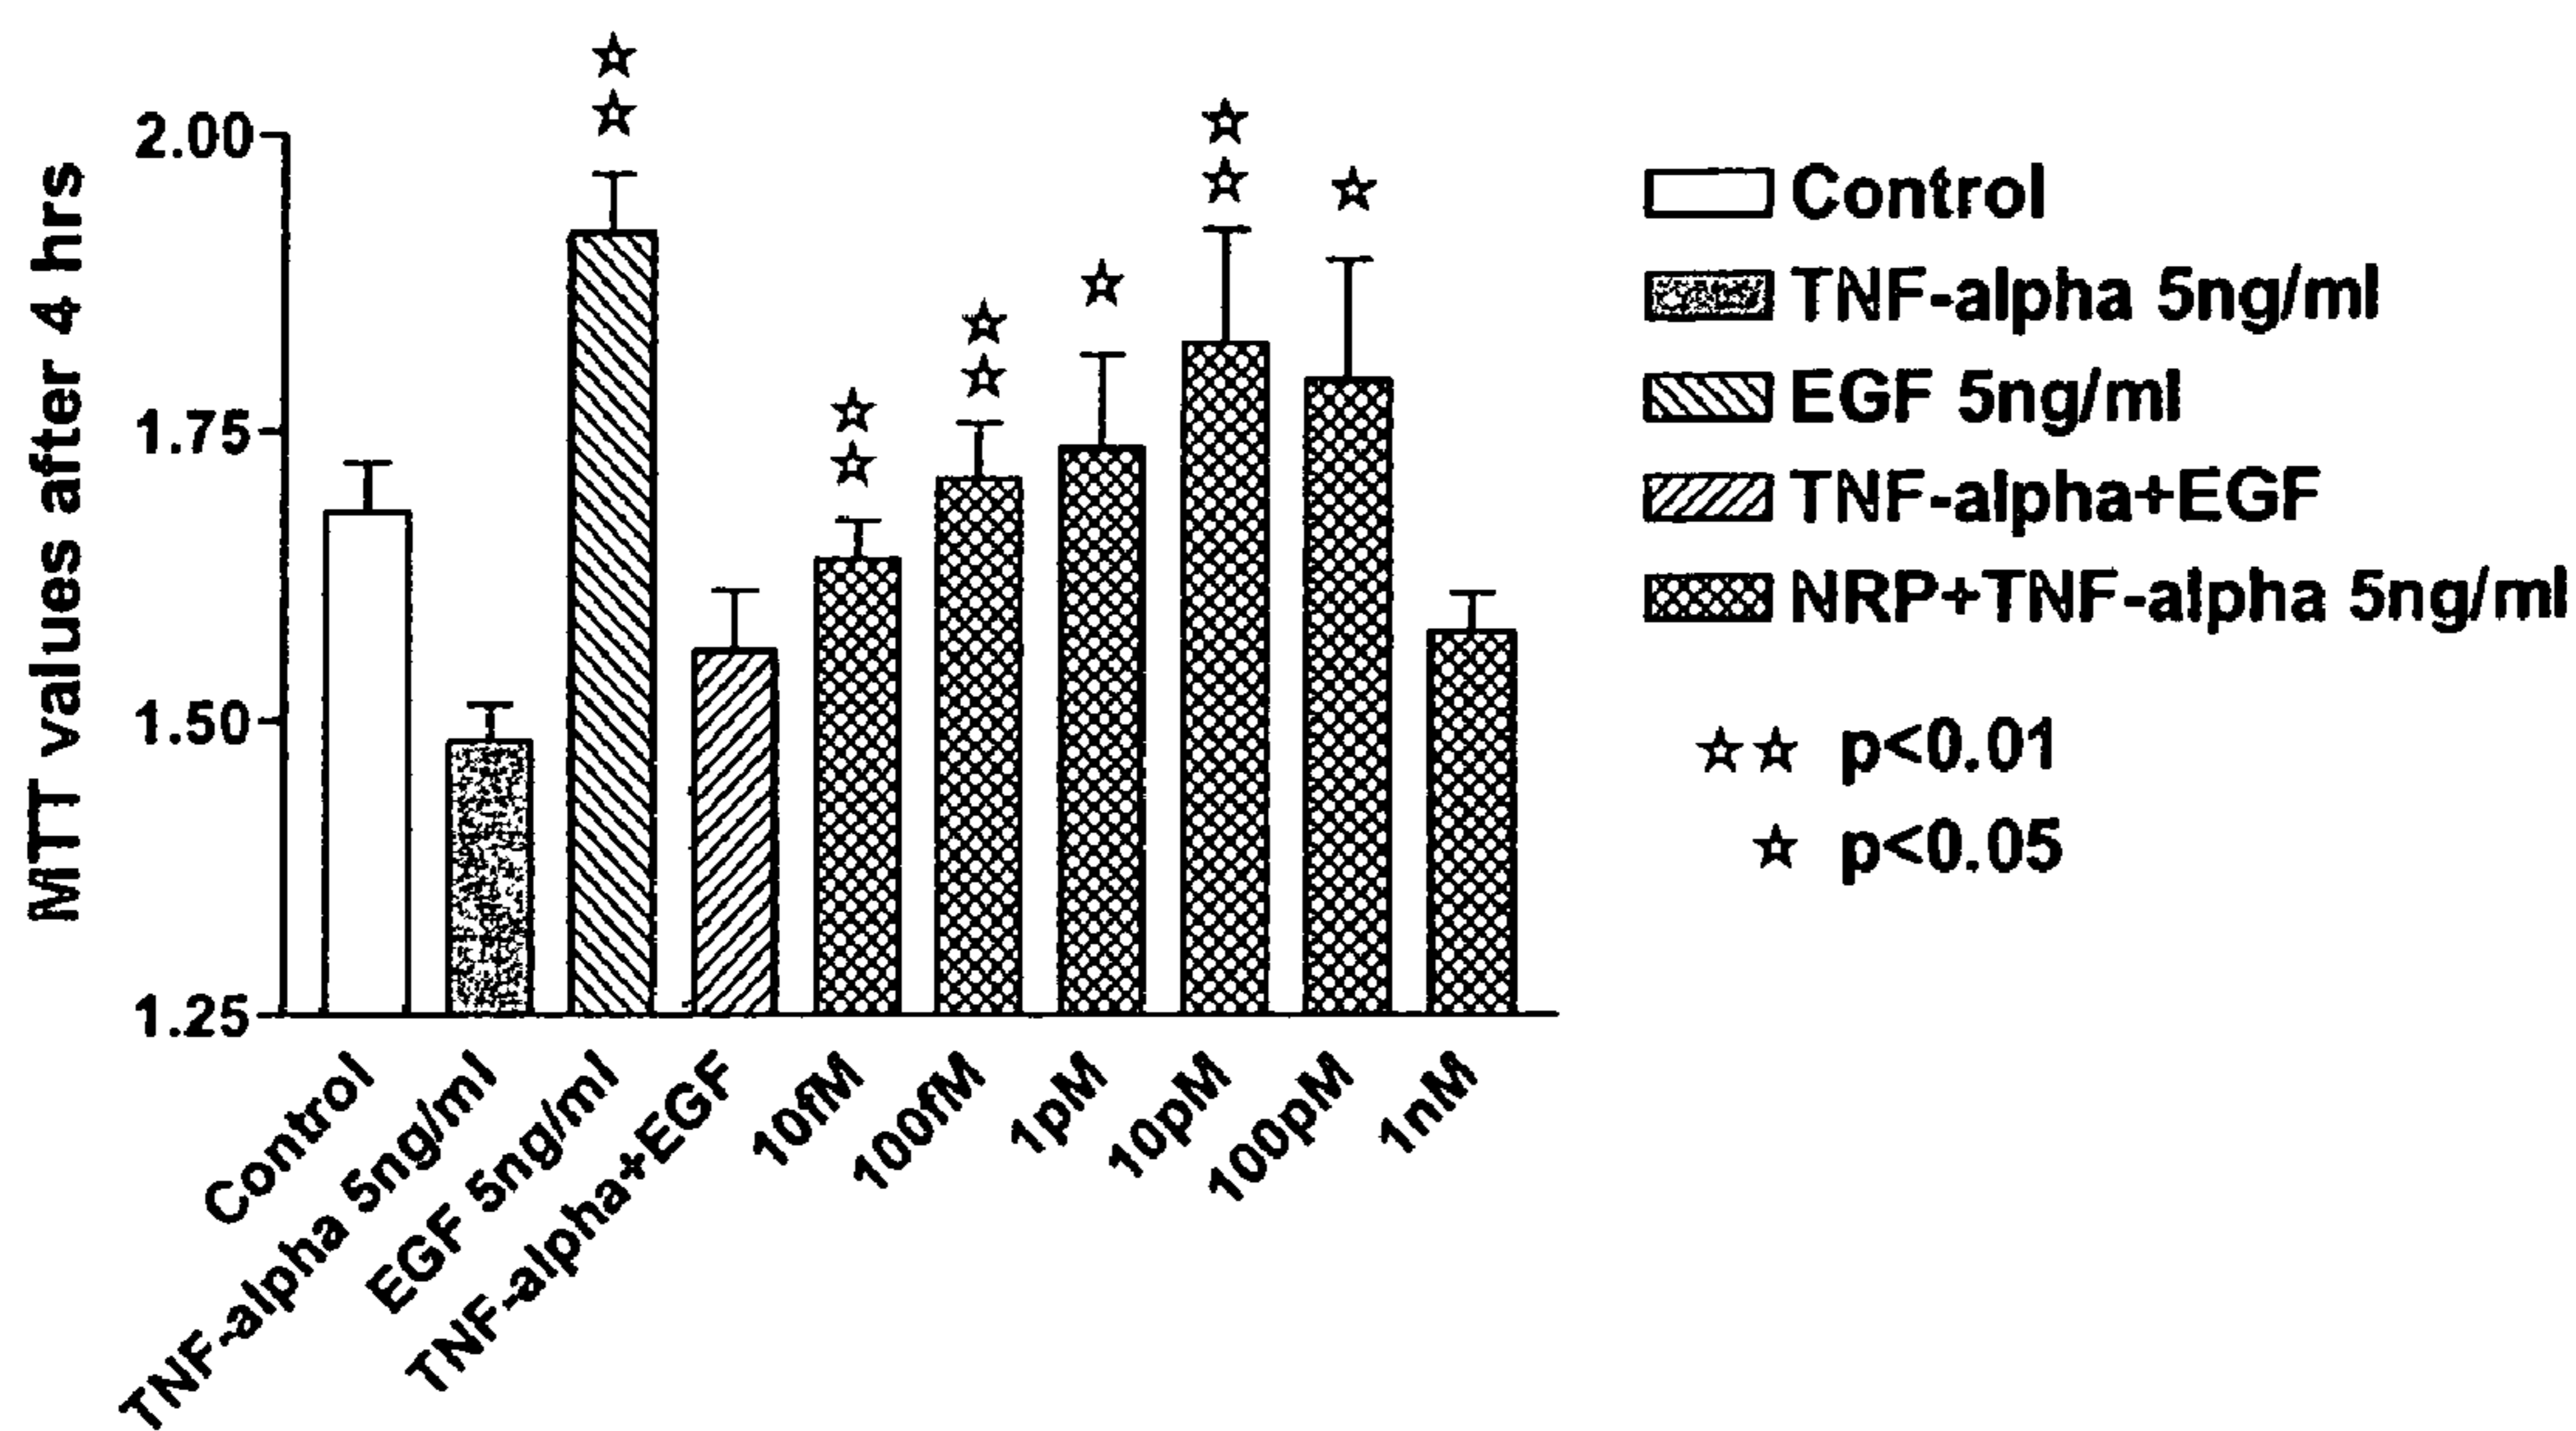 MTT values after 4 hrs
2.00
1.75
1.50
1.25
Control
TNF-alpha 5ng/ml
EGF 5ng/ml
TNF-alpha+EGF
10fM
100fM
1pM
10pM
100pM
1nM
Control
TNF-alpha 5ng/ml
EGF 5ng/ml
TNF-alpha+EGF
NRP+TNF-alpha 5ng/ml
☆☆ p<0.01
☆ p<0.05